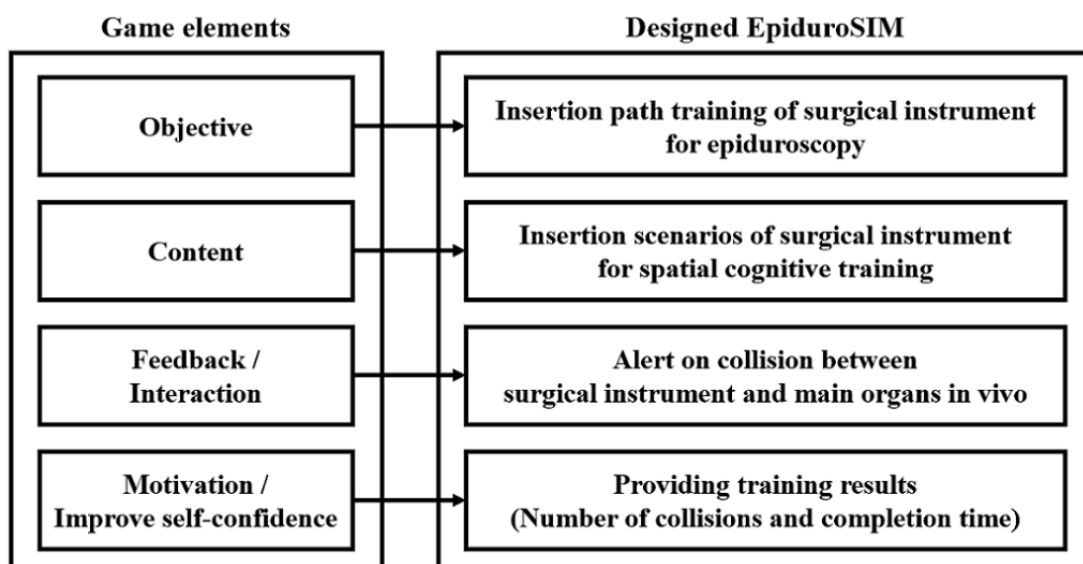 Game elements
Designed EpiduroSIM
Objective
Insertion path training of surgical instrument
for epiduroscopy
Content
Insertion scenarios of surgical instrument
for spatial cognitive training
Feedback /
Interaction
Alert on collision between
surgical instrument and main organs in vivo
Motivation /
Improve self-confidence
Providing training results
(Number of collisions and completion time)